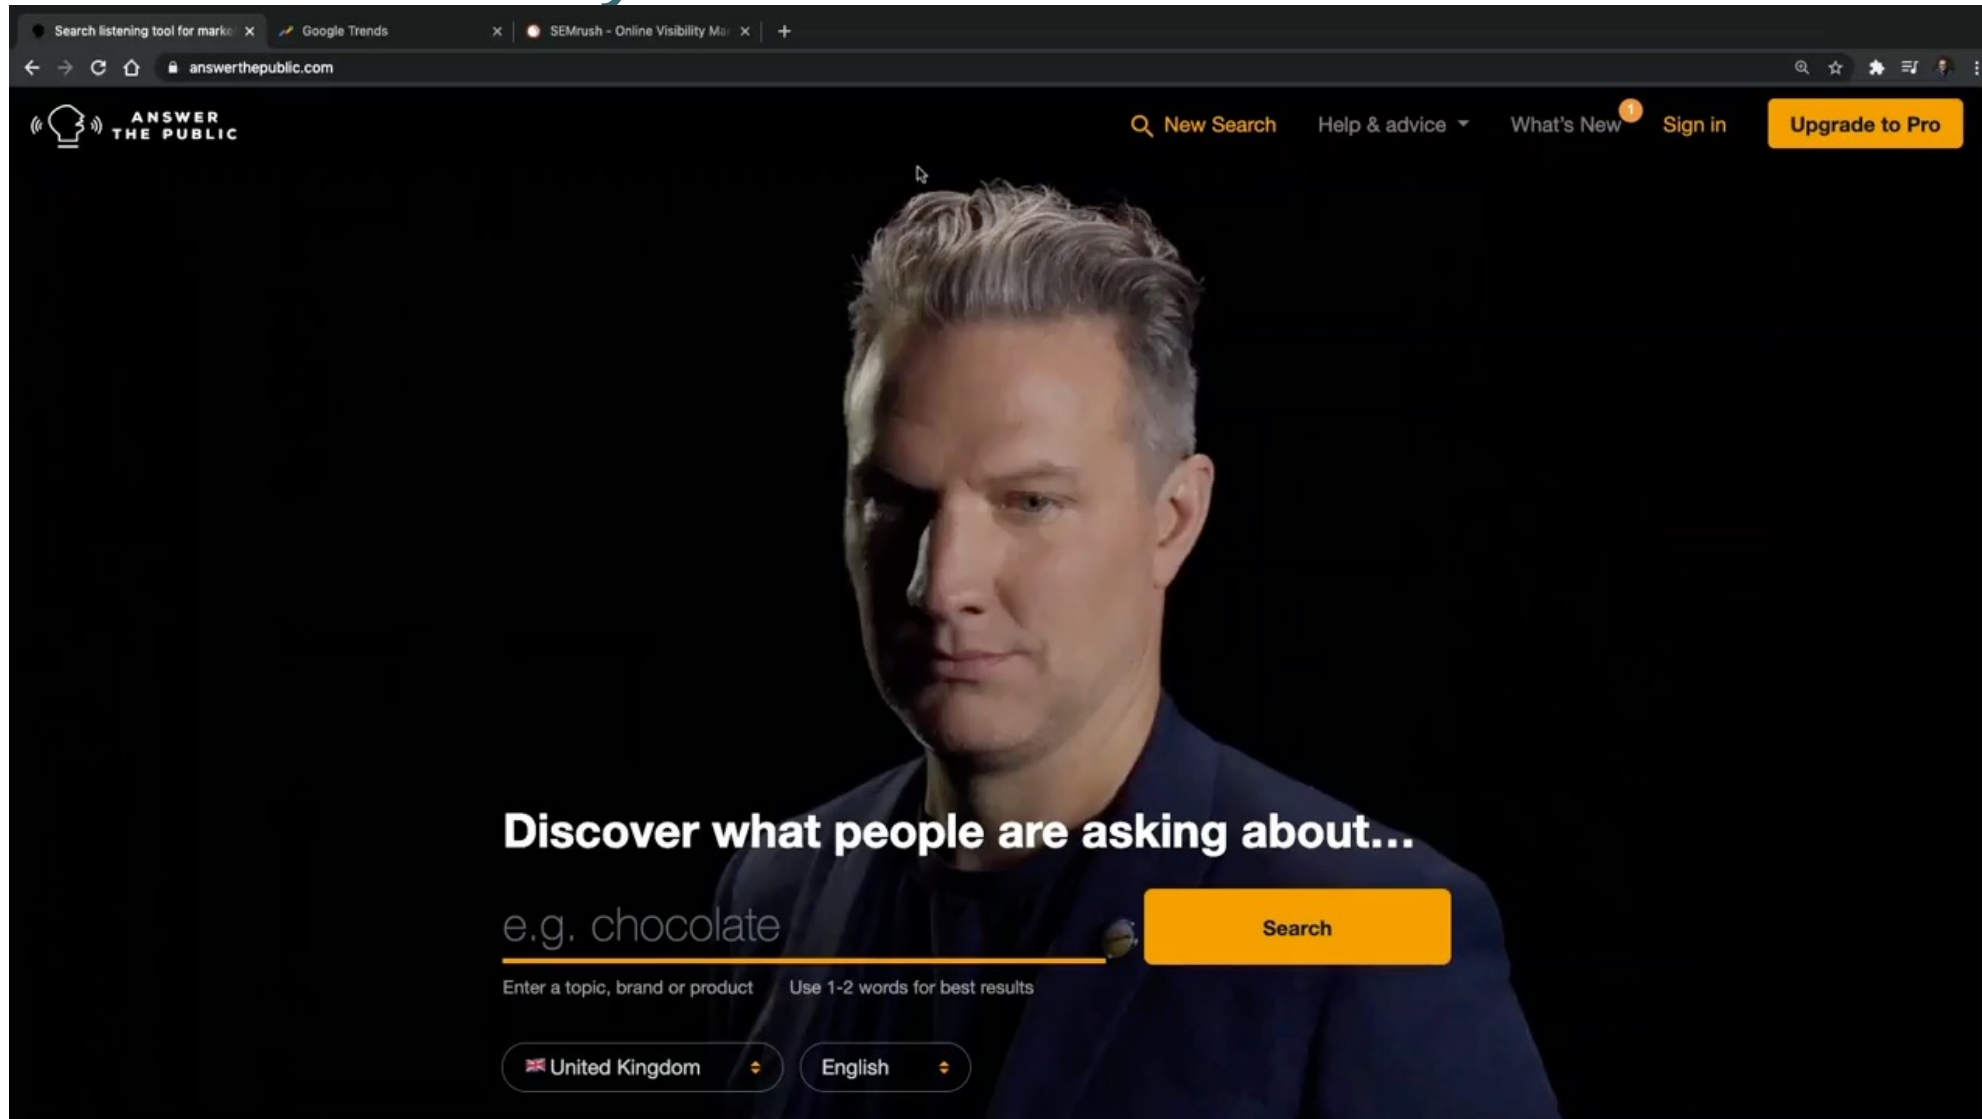 Search listening tool for marke
Google Trends
SEMrush - Online Visibility Ma
answerthepublic.com
ANSWER
THE PUBLIC
New Search
Help & advice
What's New
1
Sign in
Upgrade to Pro
Discover what people are asking about...
e.g. chocolate
Search
Enter a topic, brand or product
Use 1-2 words for best results
United Kingdom
English